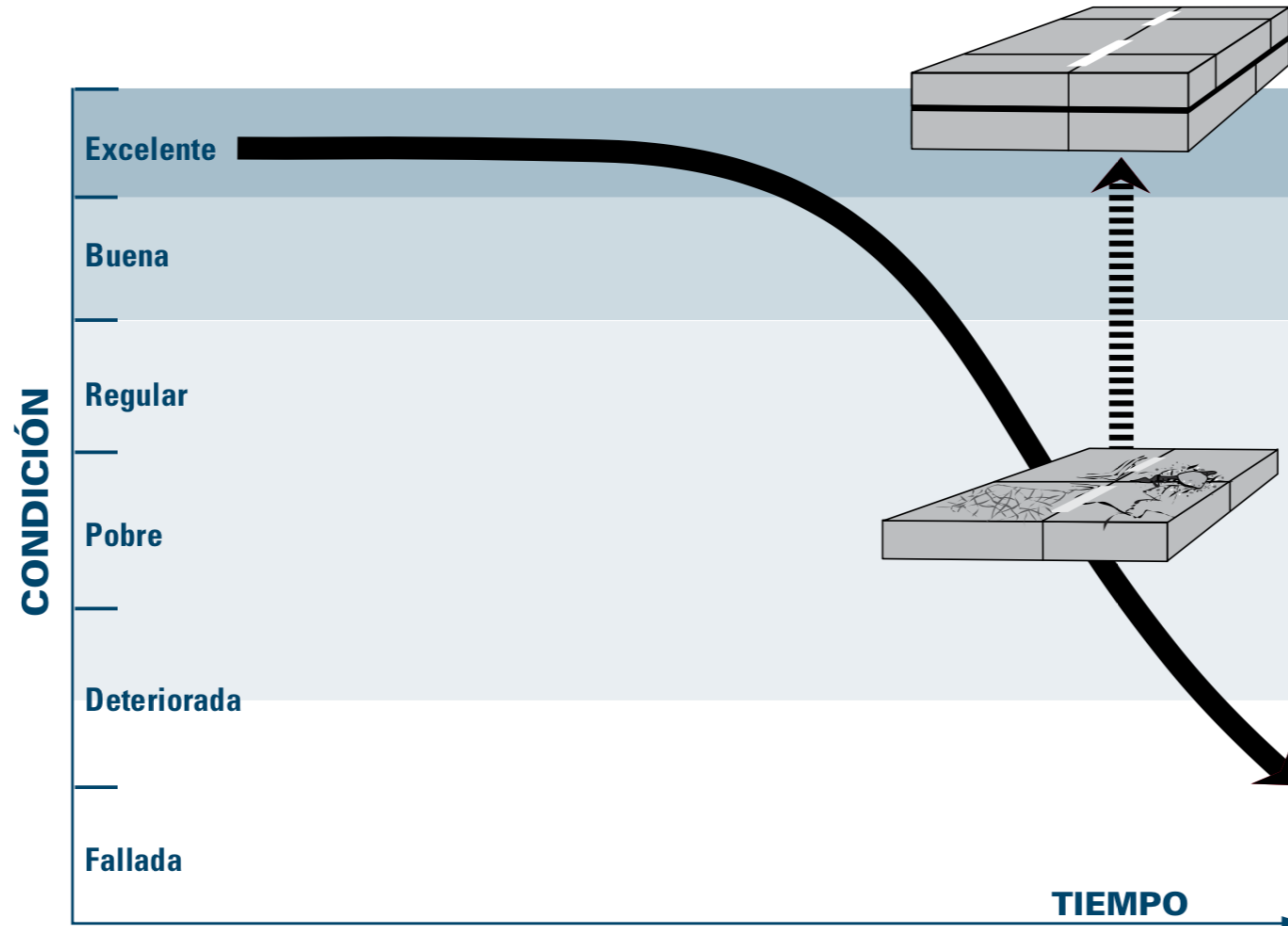 Excelente
Buena
Regular
Pobre
Deteriorada
Fallada
CONDICIÓN
TIEMPO